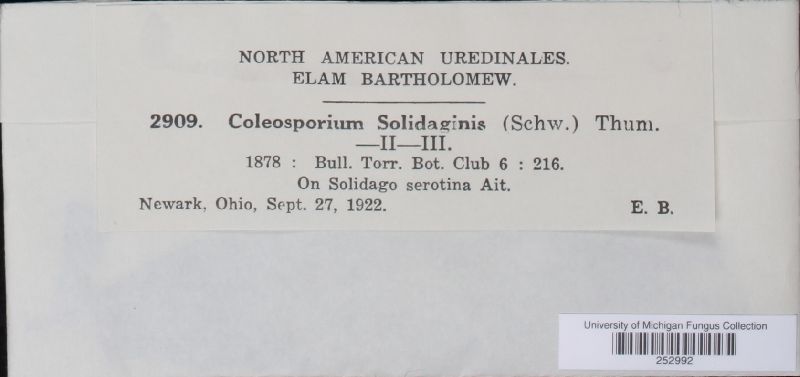 NORTH AMERICAN UREDINALES.
ELAM BARTHOLOMEW.
2909. Coleosporium Solidaginis (Schw.) Thum.
—II—III.
1878 : Bull. Torr. Bot. Club 6 : 216.
On Solidago serotina Ait.
Newark, Ohio, Sept. 27, 1922. E. B.
University of Michigan Fungus Collection
252992